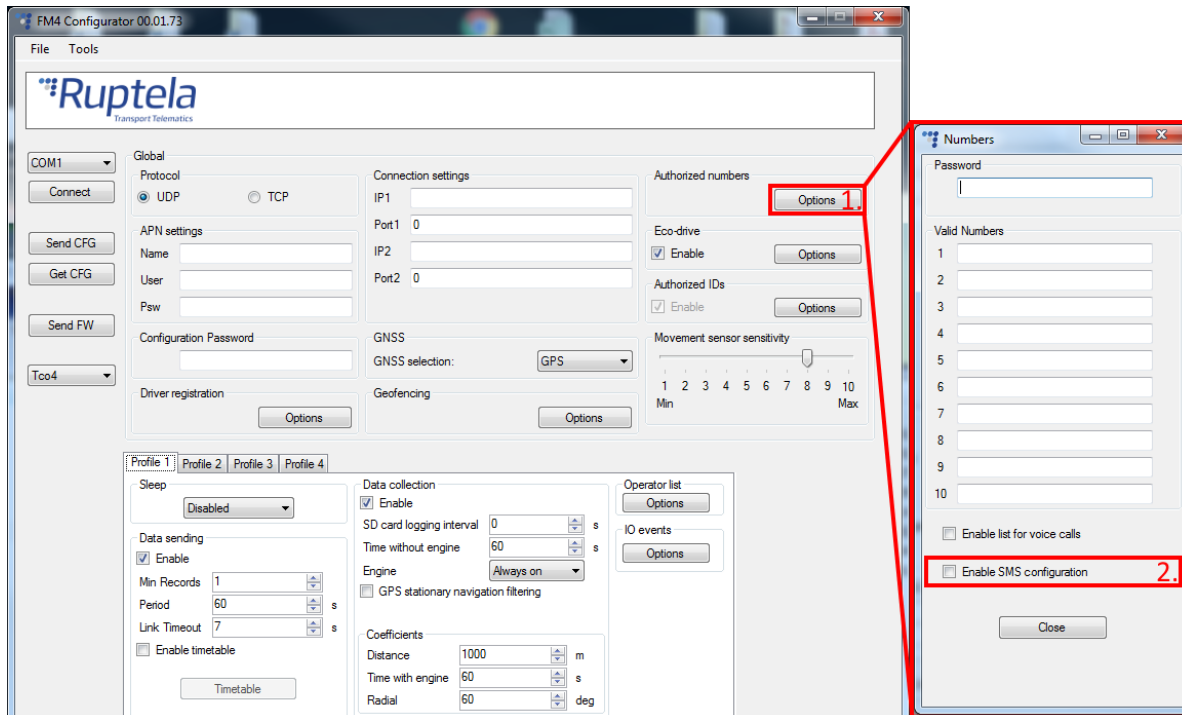 FM4 Configurator 00.01.73
File Tools
Ruptela
Transport Telematics
COM1
Connect
Send CFG
Get CFG
Send FW
Tco4
Global
Protocol
UDP TCP
APN settings
Name
User
Psw
Configuration Password
Driver registration
Options
Connection settings
IP1
Port1 0
IP2
Port2 0
GNSS
GNSS selection: GPS
Geofencing
Options
Authorized numbers
Options 1.
Eco-drive
Enable Options
Authorized IDs
Enable Options
Movement sensor sensitivity
1 2 3 4 5 6 7 8 9 10
Min Max
Profile 1 Profile 2 Profile 3 Profile 4
Sleep
Disabled
Data sending
Enable
Min Records 1
Period 60 s
Link Timeout 7 s
Enable timetable
Timetable
Data collection
Enable
SD card logging interval 0 s
Time without engine 60 s
Engine Always on
GPS stationary navigation filtering
Coefficients
Distance 1000 m
Time with engine 60 s
Radial 60 deg
Operator list
Options
IO events
Options
Numbers
Password
Valid Numbers
1
2
3
4
5
6
7
8
9
10
Enable list for voice calls
Enable SMS configuration 2.
Close